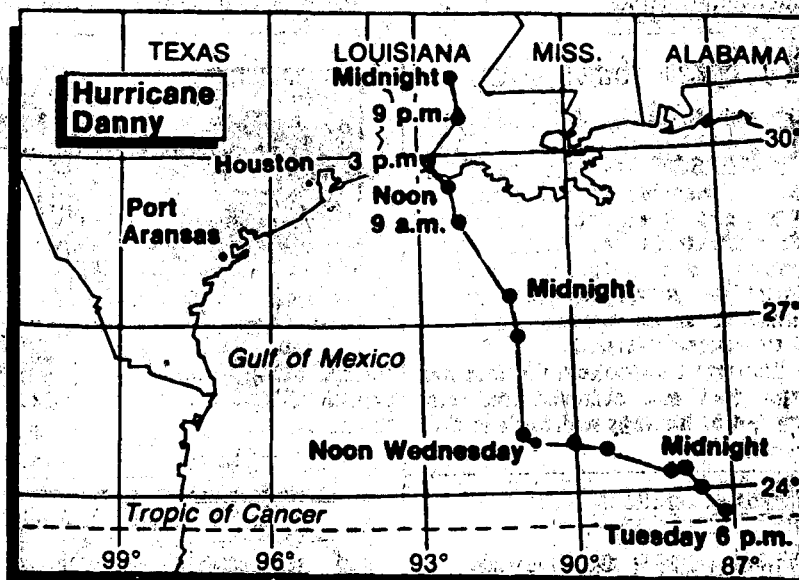 TEXAS LOUISIANA MISS. ALABAMA
Hurricane
Danny
Midnight
9 p.m.
30°
Houston
3 p.m.
Noon
9 a.m.
Port
Aransas
Midnight
27°
Gulf of Mexico
Noon Wednesday
Midnight
24°
Tropic of Cancer
Tuesday 6 p.m.
99° 96° 93° 90° 87°